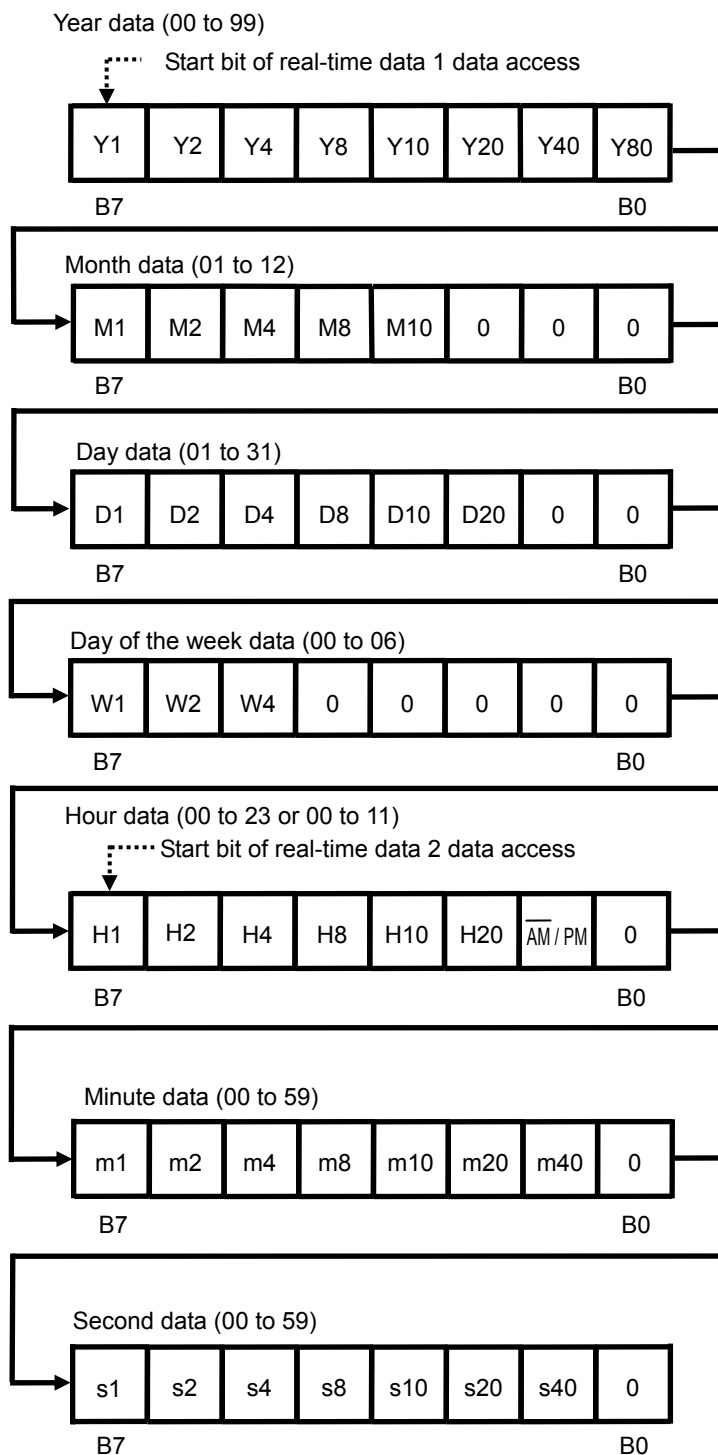 Year data (00 to 99)
Start bit of real-time data 1 data access
Y1 Y2 Y4 Y8 Y10 Y20 Y40 Y80
B7 B0
Month data (01 to 12)
M1 M2 M4 M8 M10 0 0 0
B7 B0
Day data (01 to 31)
D1 D2 D4 D8 D10 D20 0 0
B7 B0
Day of the week data (00 to 06)
W1 W2 W4 0 0 0 0 0
B7 B0
Hour data (00 to 23 or 00 to 11)
Start bit of real-time data 2 data access
H1 H2 H4 H8 H10 H20 A̅M̅ / PM 0
B7 B0
Minute data (00 to 59)
m1 m2 m4 m8 m10 m20 m40 0
B7 B0
Second data (00 to 59)
s1 s2 s4 s8 s10 s20 s40 0
B7 B0